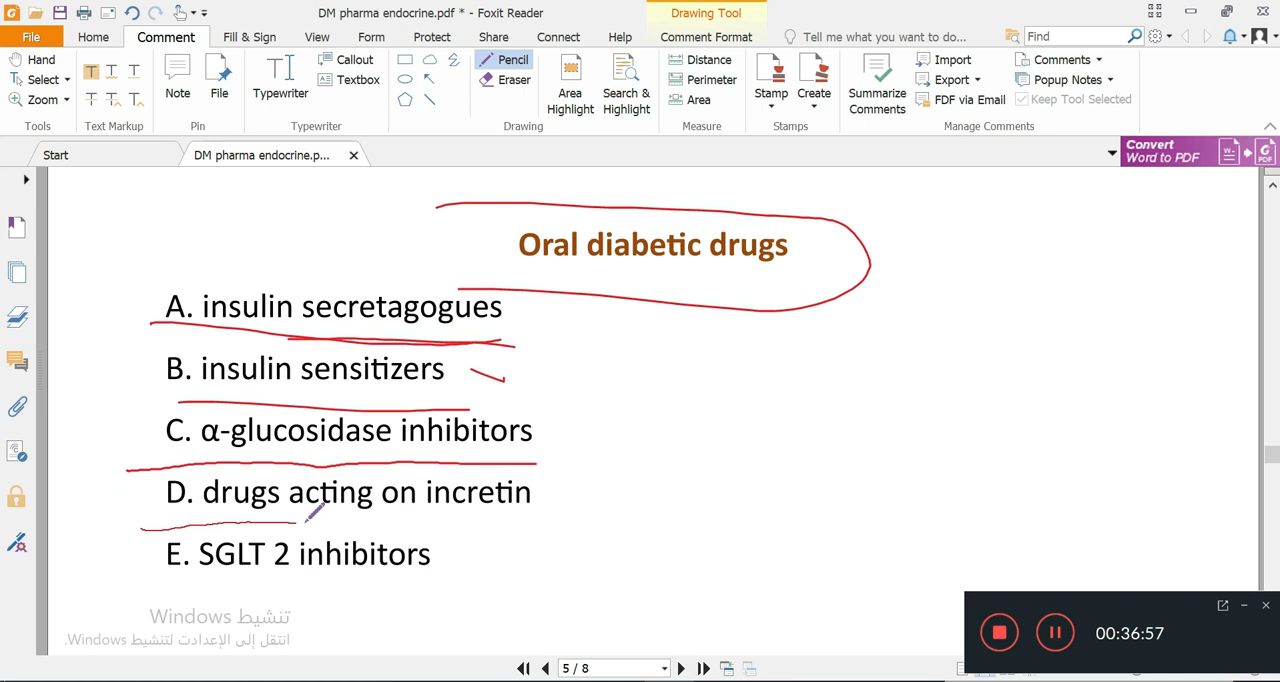 DM pharma endocrine.pdf * - Foxit Reader
Drawing Tool
File Home Comment Fill & Sign View Form Protect Share Connect Help Comment Format Tell me what you want to do... Find
Hand
Select
Zoom
Tools
Text Markup
Note
File
Pin
Typewriter
Callout
Textbox
Typewriter
Pencil
Eraser
Area Highlight
Search & Highlight
Drawing
Distance
Perimeter
Area
Measure
Stamp
Create
Stamps
Summarize Comments
Import
Export
FDF via Email
Comments
Popup Notes
Keep Tool Selected
Manage Comments
Start
DM pharma endocrine.p...
Convert
Word to PDF
Oral diabetic drugs
A. insulin secretagogues
B. insulin sensitizers
C. α-glucosidase inhibitors
D. drugs acting on incretin
E. SGLT 2 inhibitors
تنشيط Windows
انتقل إلى الإعدادات لتنشيط Windows.
00:36:57
5 / 8